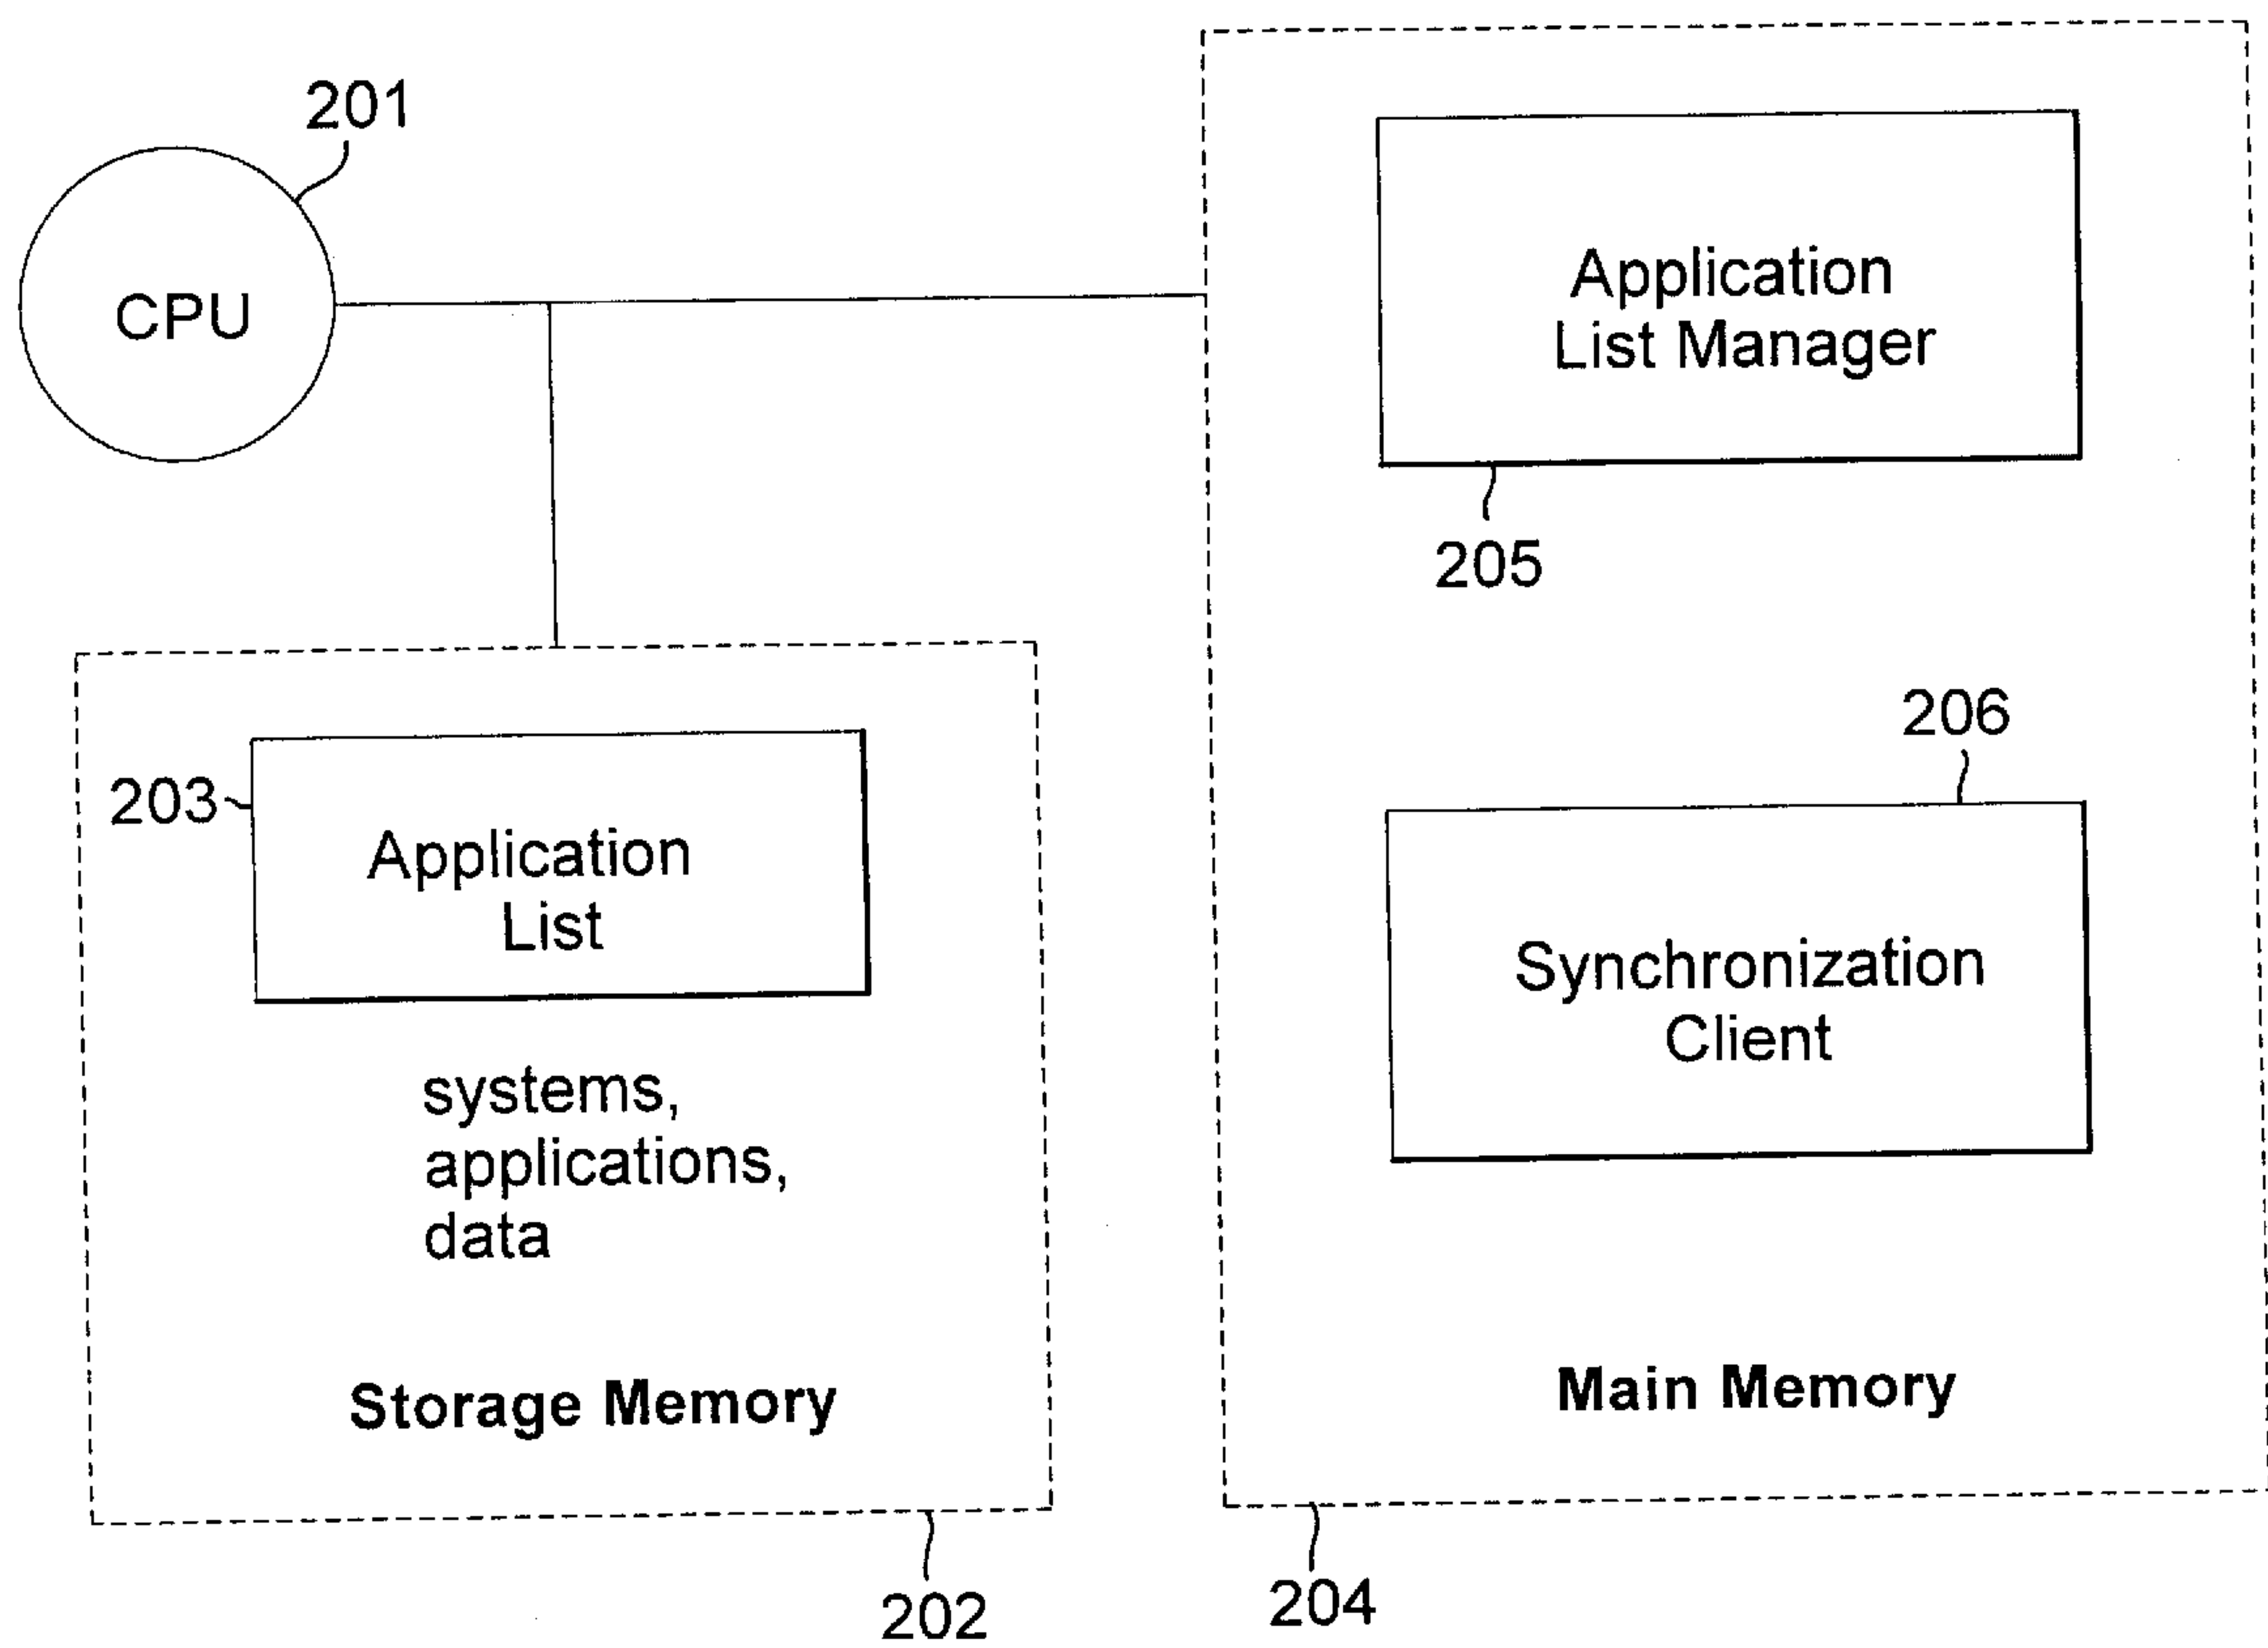 201
CPU
Application
List Manager
205
206
Synchronization
Client
Main Memory
204
203
Application
List
systems,
applications,
data
Storage Memory
202